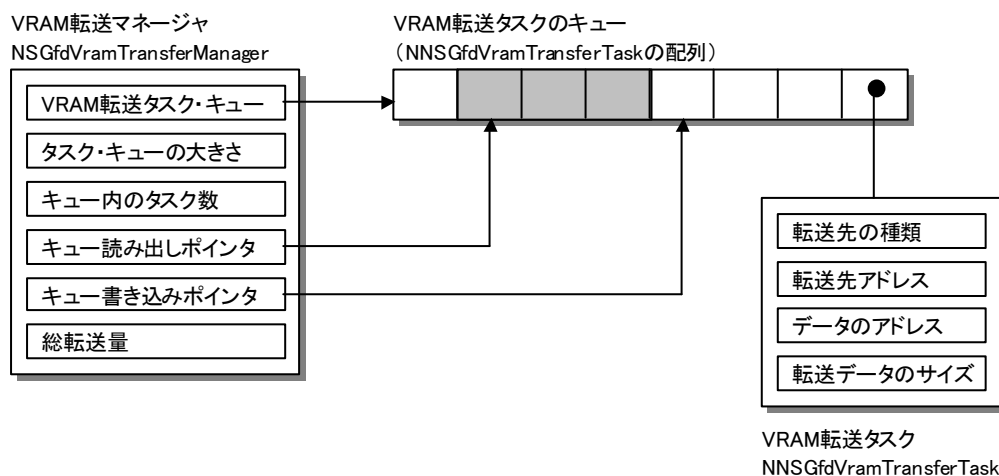 VRAM転送マネージャ
NSGfdVramTransferManager
VRAM転送タスク・キュー
タスク・キューの大きさ
キュー内のタスク数
キュー読み出しポインタ
キュー書き込みポインタ
総転送量
VRAM転送タスクのキュー
（NNSGfdVramTransferTaskの配列）
転送先の種類
転送先アドレス
データのアドレス
転送データのサイズ
VRAM転送タスク
NNSGfdVramTransferTask